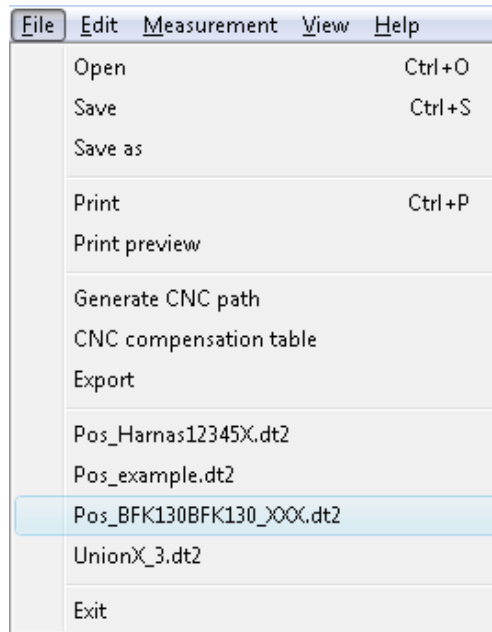 File Edit Measurement View Help
Open Ctrl+O
Save Ctrl+S
Save as
Print Ctrl+P
Print preview
Generate CNC path
CNC compensation table
Export
Pos_Harnas12345X.dt2
Pos_example.dt2
Pos_BFK130BFK130_XXX.dt2
UnionX_3.dt2
Exit